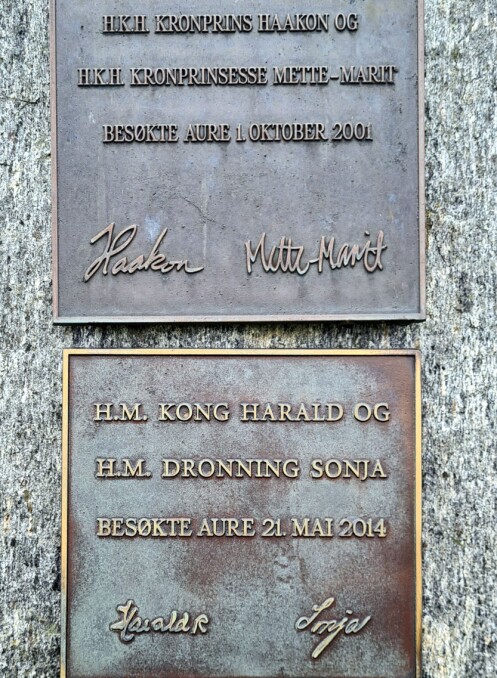 H.K.H. KRONPRINS HAAKON OG
H.K.H. KRONPRINSESSE METTE-MARIT
BESØKTE AURE 1. OKTOBER 2001
Haakon Mette-Marit
H.M. KONG HARALD OG
H.M. DRONNING SONJA
BESØKTE AURE 21. MAI 2014
Harald R Sonja